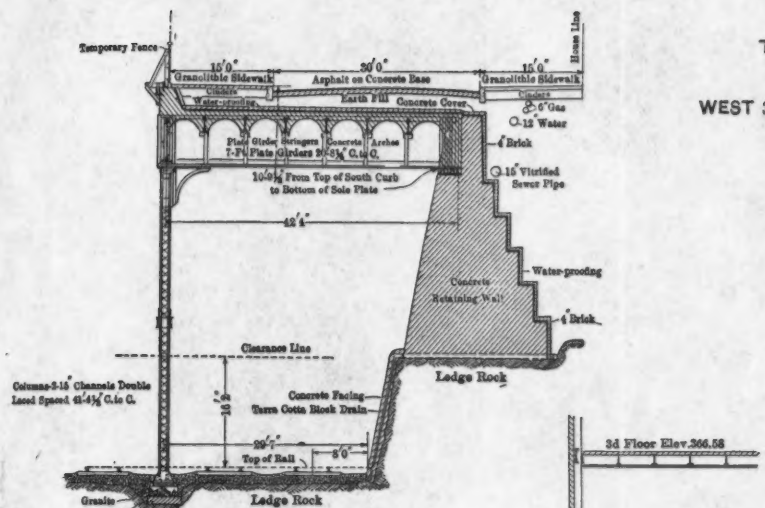 Temporary Fence
House Line
15'0"
30'0"
15'0"
Granolithic Sidewalk
Asphalt on Concrete Base
Granolithic Sidewalk
Cinders
Earth Fill
Cinders
Water-proofing
Concrete Cover
6" Gas
12" Water
WEST
4" Brick
Plate Girder Stringers Concrete Arches
Plate Girders
C. to C.
15" Vitrified
Sewer Pipe
From Top of South Curb
to Bottom of Sole Plate
42'4"
Concrete
Retaining Wall
Water-proofing
4" Brick
Clearance Line
Ledge Rock
Columns-2-15" Channels Double
Laced Spaced C. to C.
Concrete Facing
Terra Cotta Block Drain
29'7"
8'0"
Top of Rail
3d Floor Elev. 366.58
Granite
Ledge Rock